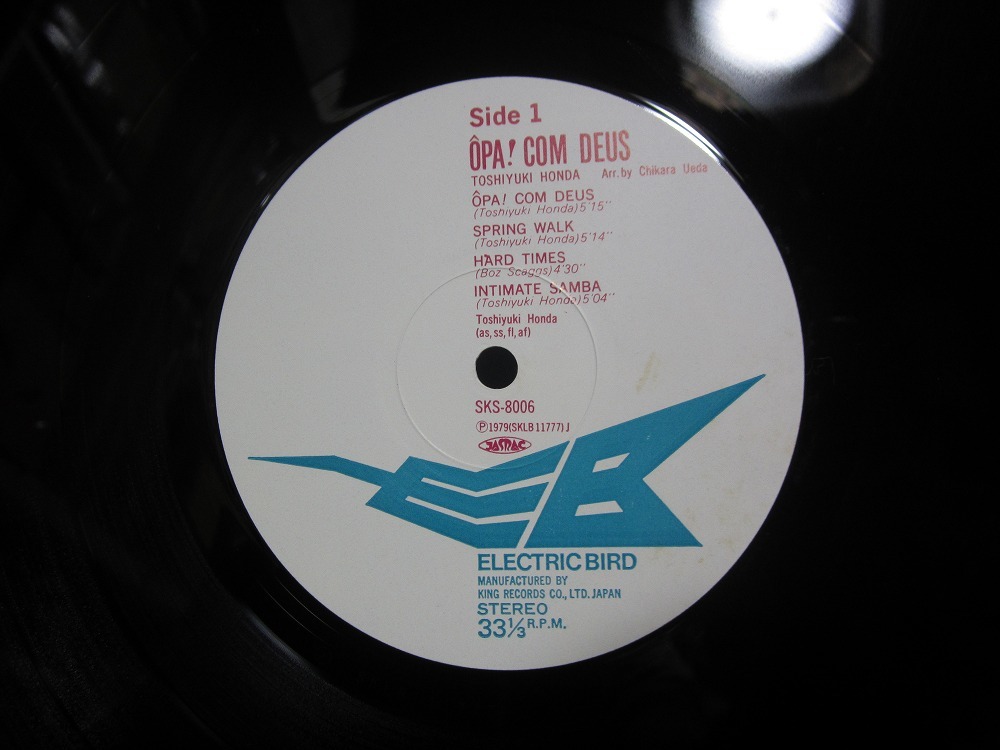 Side 1
ÔPA! COM DEUS
TOSHIYUKI HONDA Arr. by Chikara Ueda
ÔPA! COM DEUS
(Toshiyuki Honda) 5'15''
SPRING WALK
(Toshiyuki Honda) 5'14''
HARD TIMES
(Boz Scaggs) 4'30''
INTIMATE SAMBA
(Toshiyuki Honda) 5'04''
Toshiyuki Honda
(as, ss, fl, af)
SKS-8006
Ⓟ1979 (SKLB 11777) J
JASRAC
EB
ELECTRIC BIRD
MANUFACTURED BY
KING RECORDS CO., LTD. JAPAN
STEREO
33⅓ R.P.M.